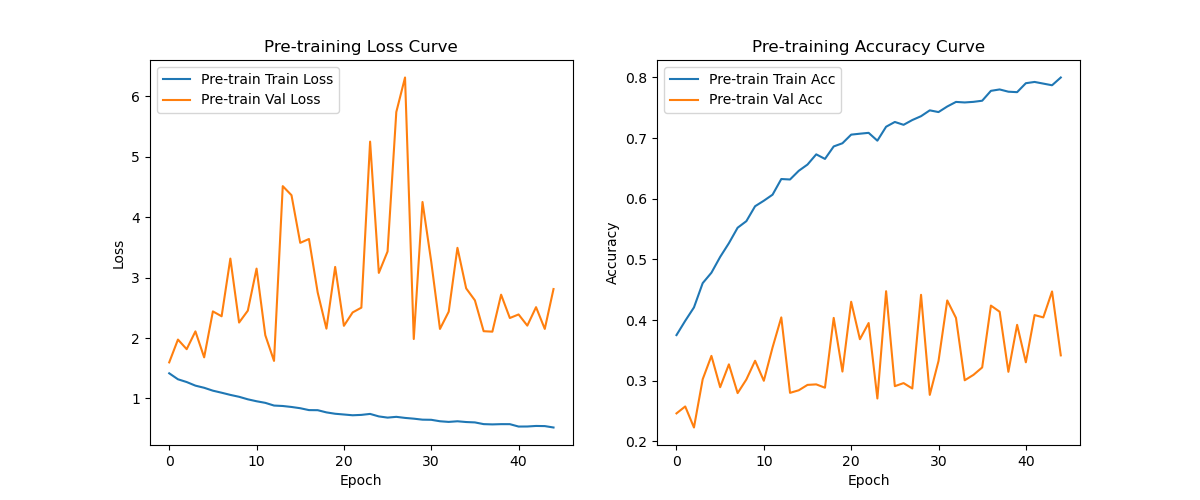 Pre-training Loss Curve
Pre-train Train Loss
Pre-train Val Loss
6
5
4
3
2
1
Loss
0
10
20
30
40
Epoch
Pre-training Accuracy Curve
Pre-train Train Acc
Pre-train Val Acc
0.8
0.7
0.6
0.5
0.4
0.3
0.2
Accuracy
0
10
20
30
40
Epoch